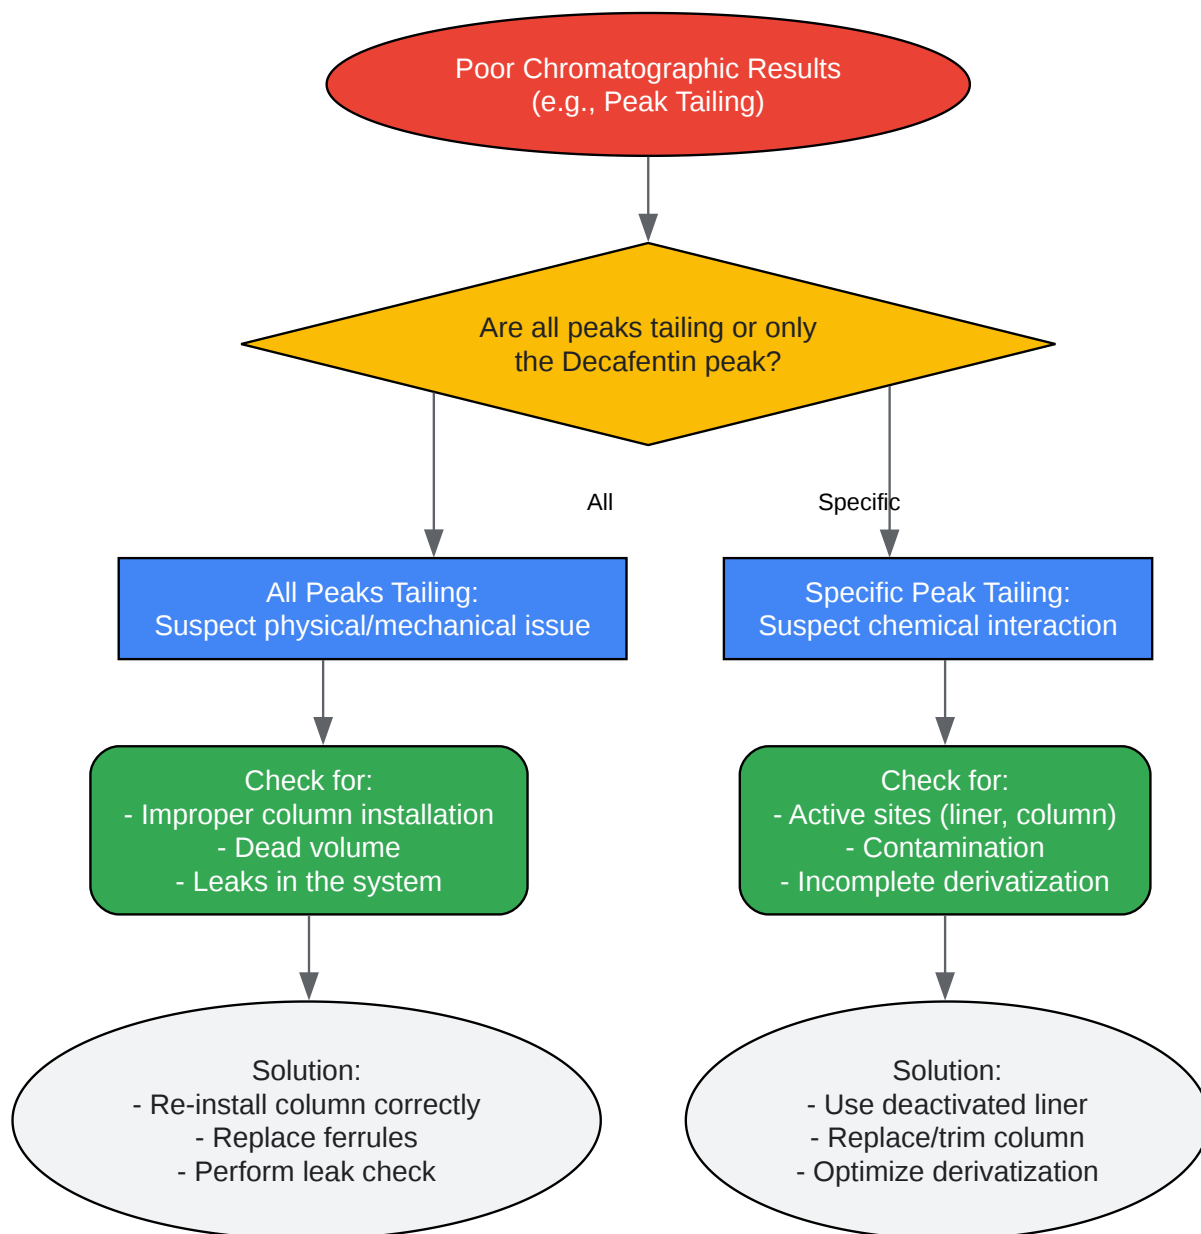 Poor Chromatographic Results
(e.g., Peak Tailing)
Are all peaks tailing or only
the Decafentin peak?
All
Specific
All Peaks Tailing:
Suspect physical/mechanical issue
Specific Peak Tailing:
Suspect chemical interaction
Check for:
- Improper column installation
- Dead volume
- Leaks in the system
Check for:
- Active sites (liner, column)
- Contamination
- Incomplete derivatization
Solution:
- Re-install column correctly
- Replace ferrules
- Perform leak check
Solution:
- Use deactivated liner
- Replace/trim column
- Optimize derivatization